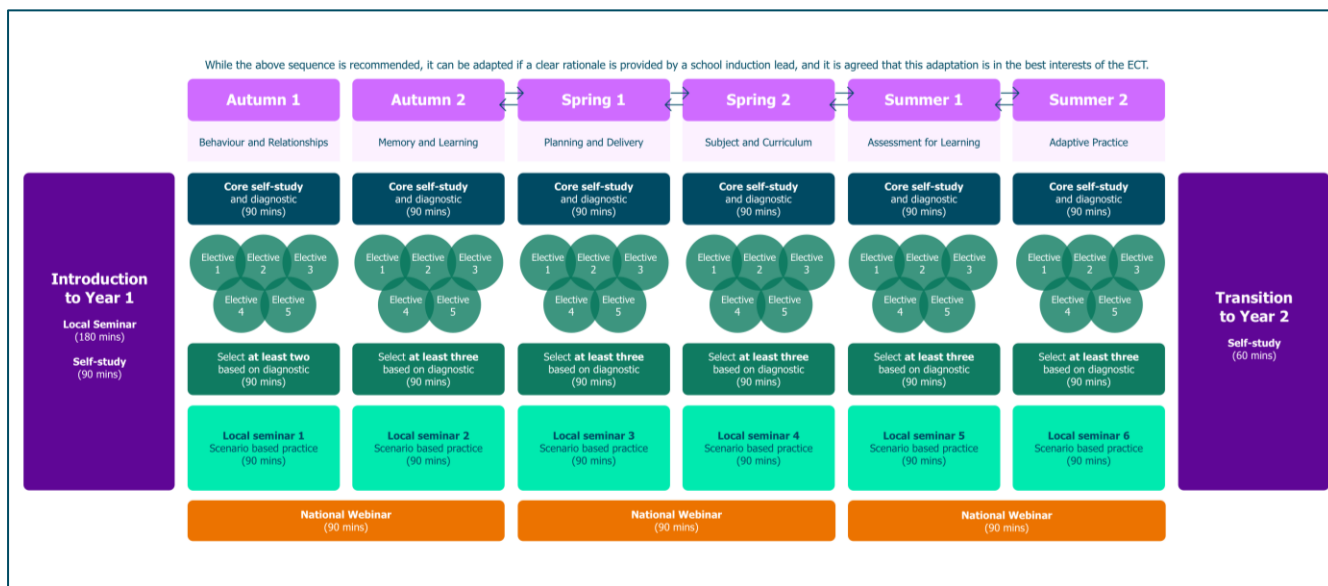 While the above sequence is recommended, it can be adapted if a clear rationale is provided by a school induction lead, and it is agreed that this adaptation is in the best interests of the ECT.
Autumn 1
Autumn 2
Spring 1
Spring 2
Summer 1
Summer 2
Behaviour and Relationships
Memory and Learning
Planning and Delivery
Subject and Curriculum
Assessment for Learning
Adaptive Practice
Introduction
to Year 1
Local Seminar
(180 mins)
Self-study
(90 mins)
Core self-study
and diagnostic
(90 mins)
Elective
1
Elective
2
Elective
3
Elective
4
Elective
5
Select at least two
based on diagnostic
(90 mins)
Local seminar 1
Scenario based practice
(90 mins)
Core self-study
and diagnostic
(90 mins)
Elective
1
Elective
2
Elective
3
Elective
4
Elective
5
Select at least three
based on diagnostic
(90 mins)
Local seminar 2
Scenario based practice
(90 mins)
National Webinar
(90 mins)
Core self-study
and diagnostic
(90 mins)
Elective
1
Elective
2
Elective
3
Elective
4
Elective
5
Select at least three
based on diagnostic
(90 mins)
Local seminar 3
Scenario based practice
(90 mins)
Core self-study
and diagnostic
(90 mins)
Elective
1
Elective
2
Elective
3
Elective
4
Elective
5
Select at least three
based on diagnostic
(90 mins)
Local seminar 4
Scenario based practice
(90 mins)
National Webinar
(90 mins)
Core self-study
and diagnostic
(90 mins)
Elective
1
Elective
2
Elective
3
Elective
4
Elective
5
Select at least three
based on diagnostic
(90 mins)
Local seminar 5
Scenario based practice
(90 mins)
Core self-study
and diagnostic
(90 mins)
Elective
1
Elective
2
Elective
3
Elective
4
Elective
5
Select at least three
based on diagnostic
(90 mins)
Local seminar 6
Scenario based practice
(90 mins)
National Webinar
(90 mins)
Transition
to Year 2
Self-study
(60 mins)